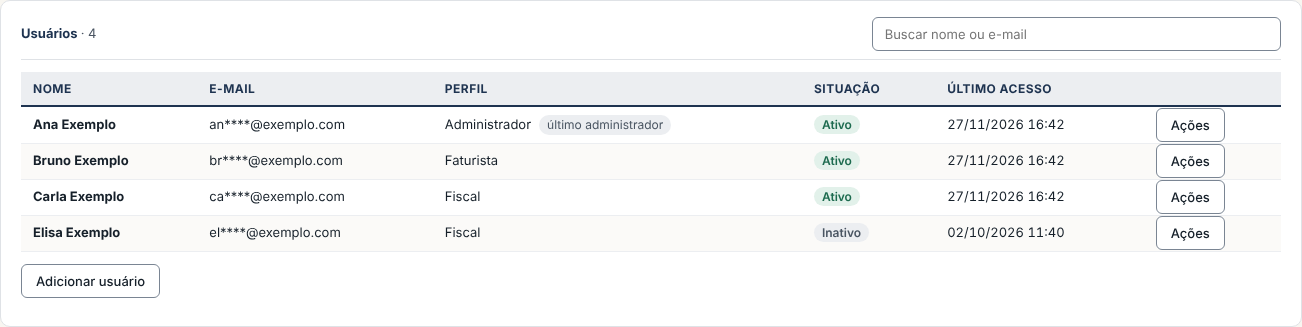 Usuários · 4
Buscar nome ou e-mail
NOME E-MAIL PERFIL SITUAÇÃO ÚLTIMO ACESSO
Ana Exemplo an****@exemplo.com Administrador último administrador Ativo 27/11/2026 16:42 Ações
Bruno Exemplo br****@exemplo.com Faturista Ativo 27/11/2026 16:42 Ações
Carla Exemplo ca****@exemplo.com Fiscal Ativo 27/11/2026 16:42 Ações
Elisa Exemplo el****@exemplo.com Fiscal Inativo 02/10/2026 11:40 Ações
Adicionar usuário